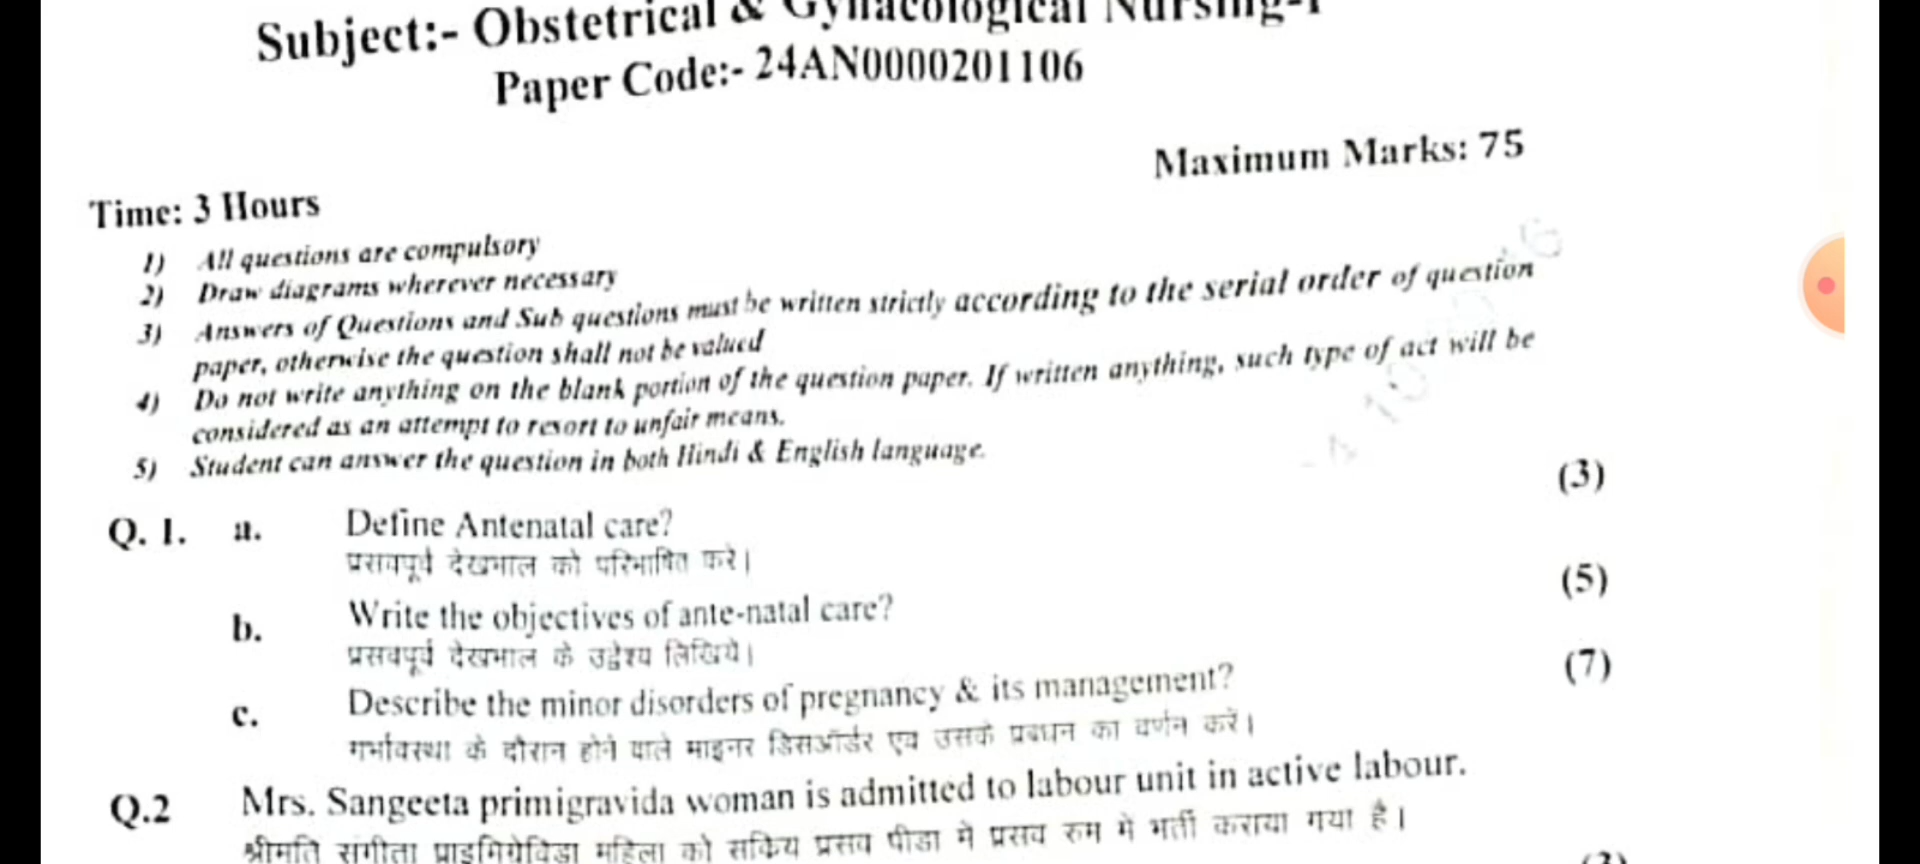 Subject:- Obstetrical & Gynacological Nursing-I
Paper Code:- 24AN0000201106
Maximum Marks: 75
Time: 3 Hours
1) All questions are compulsory
2) Draw diagrams wherever necessary
3) Answers of Questions and Sub questions must be written strictly according to the serial order of question
paper, otherwise the question shall not be valued
4) Do not write anything on the blank portion of the question paper. If written anything, such type of act will be
considered as an attempt to resort to unfair means.
5) Student can answer the question in both Hindi & English language.
Q. 1. a. Define Antenatal care? (3)
प्रसवपूर्व देखभाल को परिभाषित करे।
b. Write the objectives of ante-natal care? (5)
प्रसवपूर्व देखभाल के उद्देश्य लिखिये।
c. Describe the minor disorders of pregnancy & its management? (7)
गर्भावस्था के दौरान होने वाले माइनर डिसऑर्डर एव उसके प्रबधन का वर्णन करें।
Q.2 Mrs. Sangeeta primigravida woman is admitted to labour unit in active labour.
श्रीमति संगीता प्राइमिग्रेविडा महिला को सकिय प्रसव पीडा मे प्रसव रुम मे भर्ती कराया गया है।